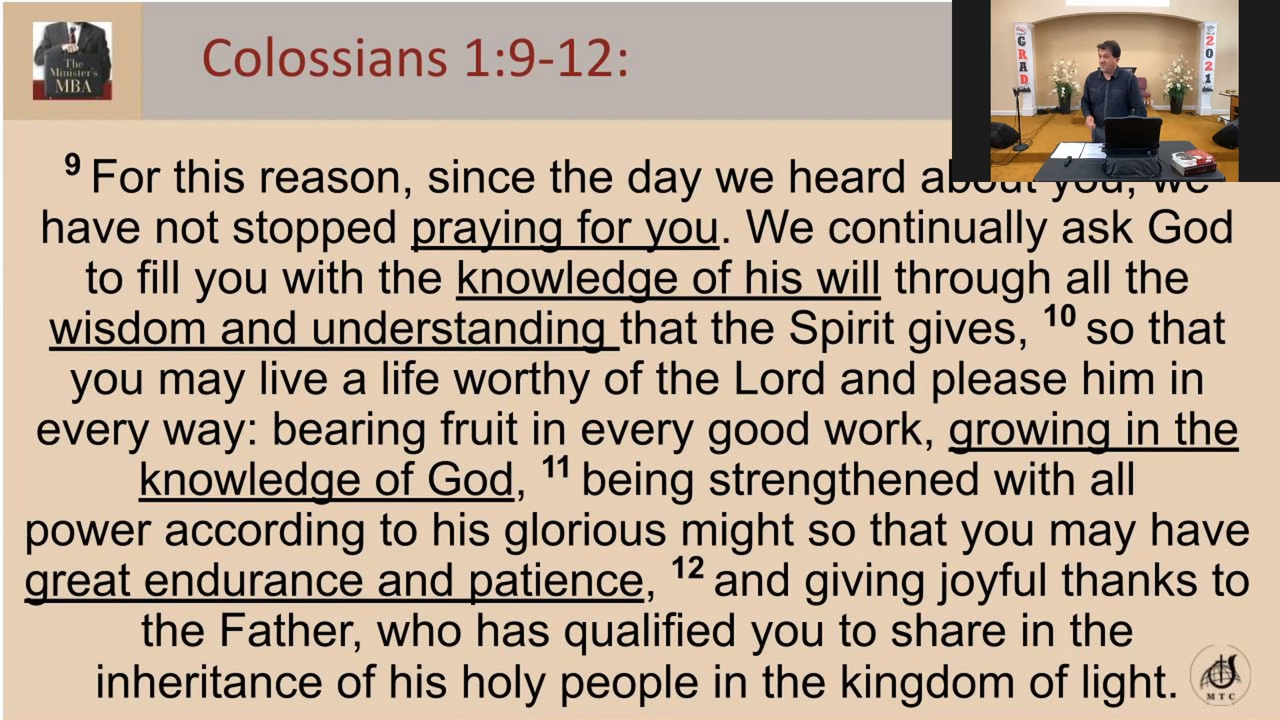 The
Minister's
MBA
Colossians 1:9-12:
GRAD
2021
9 For this reason, since the day we heard about you, we
have not stopped praying for you. We continually ask God
to fill you with the knowledge of his will through all the
wisdom and understanding that the Spirit gives, 10 so that
you may live a life worthy of the Lord and please him in
every way: bearing fruit in every good work, growing in the
knowledge of God, 11 being strengthened with all
power according to his glorious might so that you may have
great endurance and patience, 12 and giving joyful thanks to
the Father, who has qualified you to share in the
inheritance of his holy people in the kingdom of light.
MTC